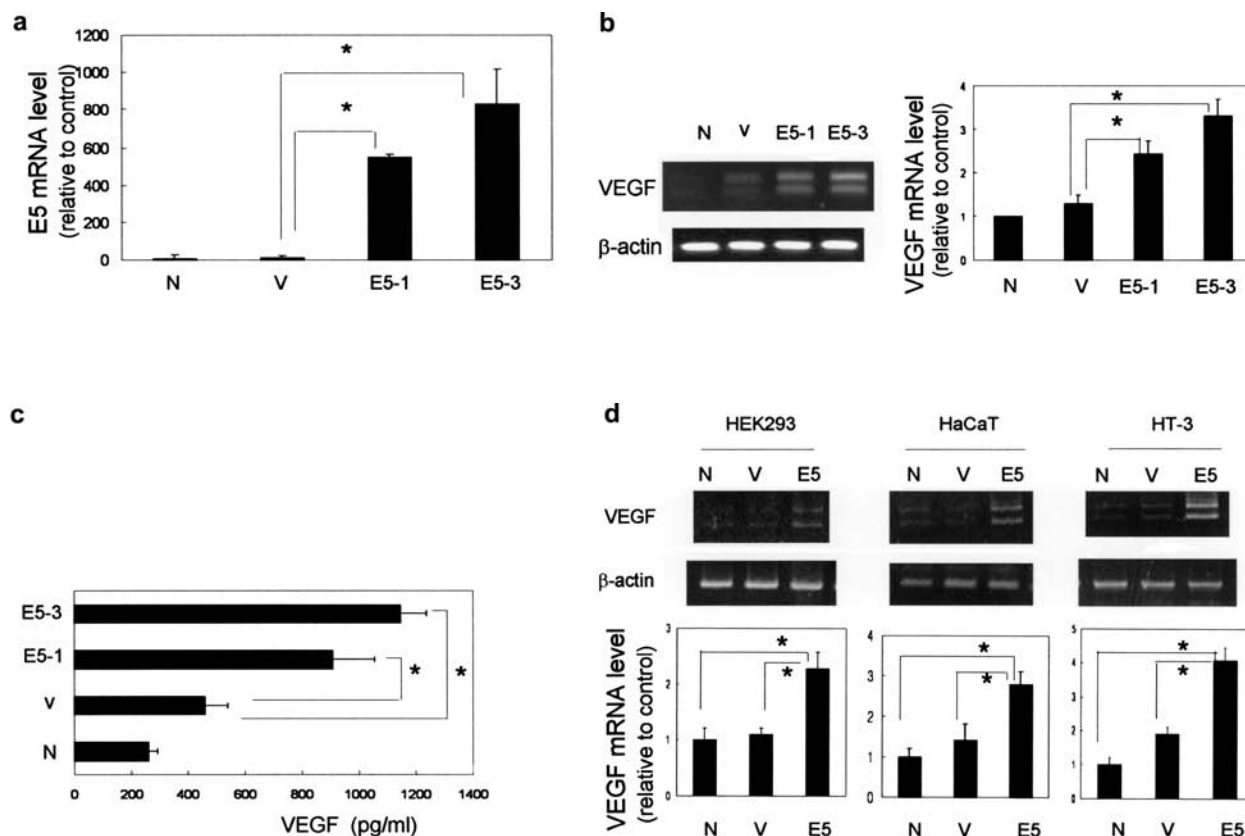 a
E5 mRNA level
(relative to control)
1200
1000
800
600
400
200
0
*
*
N V E5-1 E5-3
b
N V E5-1 E5-3
VEGF
β-actin
VEGF mRNA level
(relative to control)
4
3
2
1
0
*
*
N V E5-1 E5-3
c
E5-3
E5-1
V
N
*
*
0 200 400 600 800 1000 1200 1400
VEGF (pg/ml)
d
HEK293 HaCaT HT-3
N V E5 N V E5 N V E5
VEGF
β-actin
VEGF mRNA level
(relative to control)
3
2
1
0
*
*
N V E5
4
3
2
1
0
*
*
N V E5
5
4
3
2
1
0
*
*
N V E5